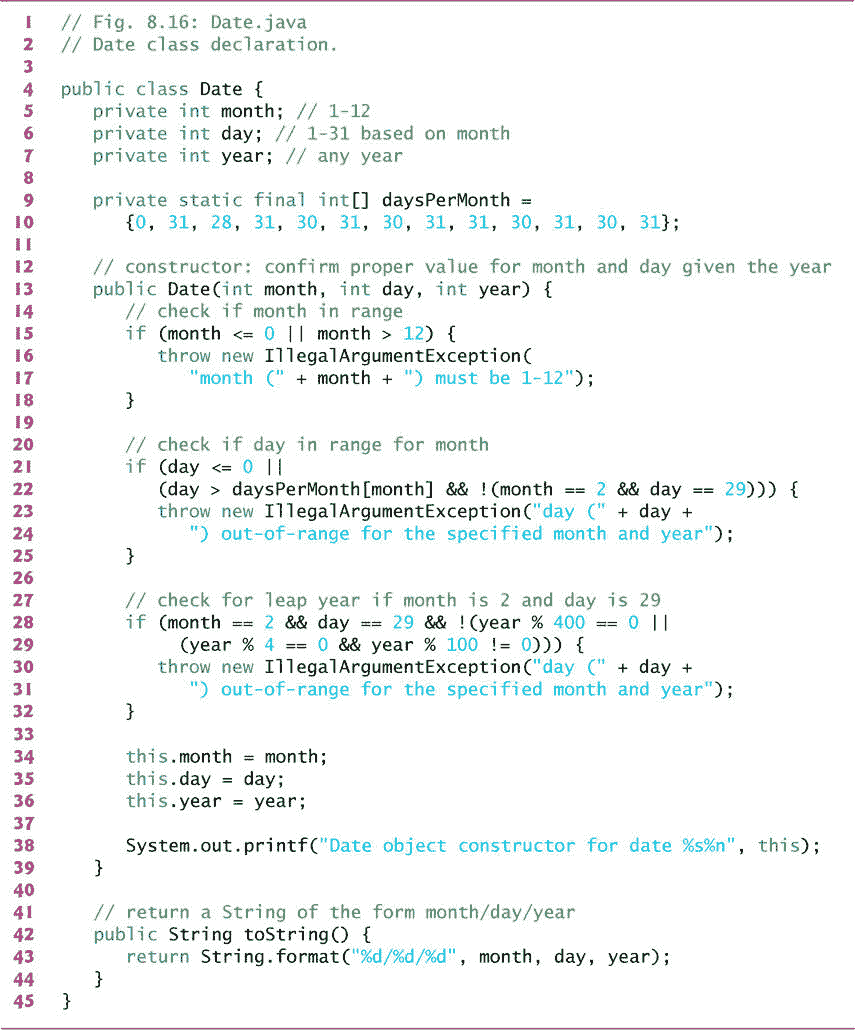 1 // Fig. 8.16: Date.java
2 // Date class declaration.
3
4 public class Date {
5 private int month; // 1-12
6 private int day; // 1-31 based on month
7 private int year; // any year
8
9 private static final int[] daysPerMonth =
10 {0, 31, 28, 31, 30, 31, 30, 31, 31, 30, 31, 30, 31};
11
12 // constructor: confirm proper value for month and day given the year
13 public Date(int month, int day, int year) {
14 // check if month in range
15 if (month <= 0 || month > 12) {
16 throw new IllegalArgumentException(
17 "month (" + month + ") must be 1-12");
18 }
19
20 // check if day in range for month
21 if (day <= 0 ||
22 (day > daysPerMonth[month] && !(month == 2 && day == 29))) {
23 throw new IllegalArgumentException("day (" + day +
24 ") out-of-range for the specified month and year");
25 }
26
27 // check for leap year if month is 2 and day is 29
28 if (month == 2 && day == 29 && !(year % 400 == 0 ||
29 (year % 4 == 0 && year % 100 != 0))) {
30 throw new IllegalArgumentException("day (" + day +
31 ") out-of-range for the specified month and year");
32 }
33
34 this.month = month;
35 this.day = day;
36 this.year = year;
37
38 System.out.printf("Date object constructor for date %s%n", this);
39 }
40
41 // return a String of the form month/day/year
42 public String toString() {
43 return String.format("%d/%d/%d", month, day, year);
44 }
45 }